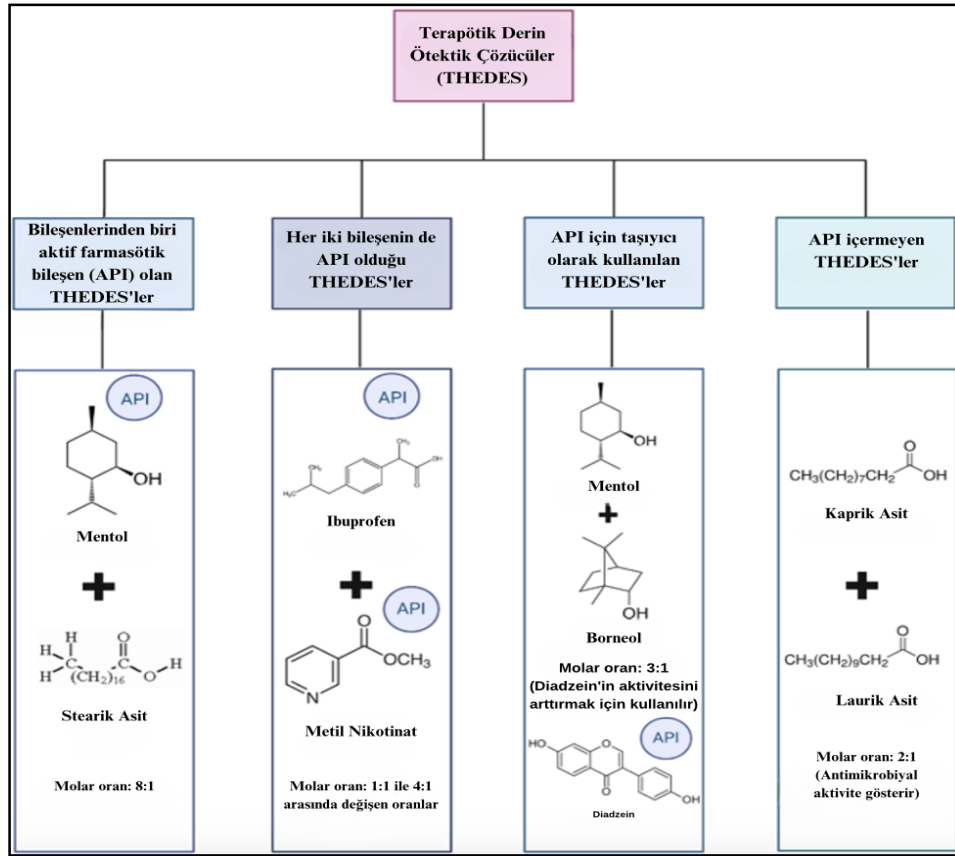 Terapötik Derin
Ötektik Çözücüler
(THEDES)
Bileşenlerinden biri
aktif farmasötik
bileşen (API) olan
THEDES'ler
API
OH
Mentol
H
H
H
C
(CH₂)₁₆
C
O
O
H
Stearik Asit
Molar oran: 8:1
Her iki bileşenin de
API olduğu
THEDES'ler
API
CH₃
OH
O
CH₃
H₃C
Ibuprofen
API
O
OCH₃
N
Metil Nikotinat
Molar oran: 1:1 ile 4:1
arasında değişen oranlar
API için taşıyıcı
olarak kullanılan
THEDES'ler
OH
Mentol
OH
Borneol
Molar oran: 3:1
(Diadzein'in aktivitesini
arttırmak için kullanılır)
API
HO
O
O
OH
Diadzein
API içermeyen
THEDES'ler
O
CH₃(CH₂)₇CH₂
OH
Kaprik Asit
O
CH₃(CH₂)₉CH₂
OH
Laurik Asit
Molar oran: 2:1
(Antimikrobiyal
aktivite gösterir)